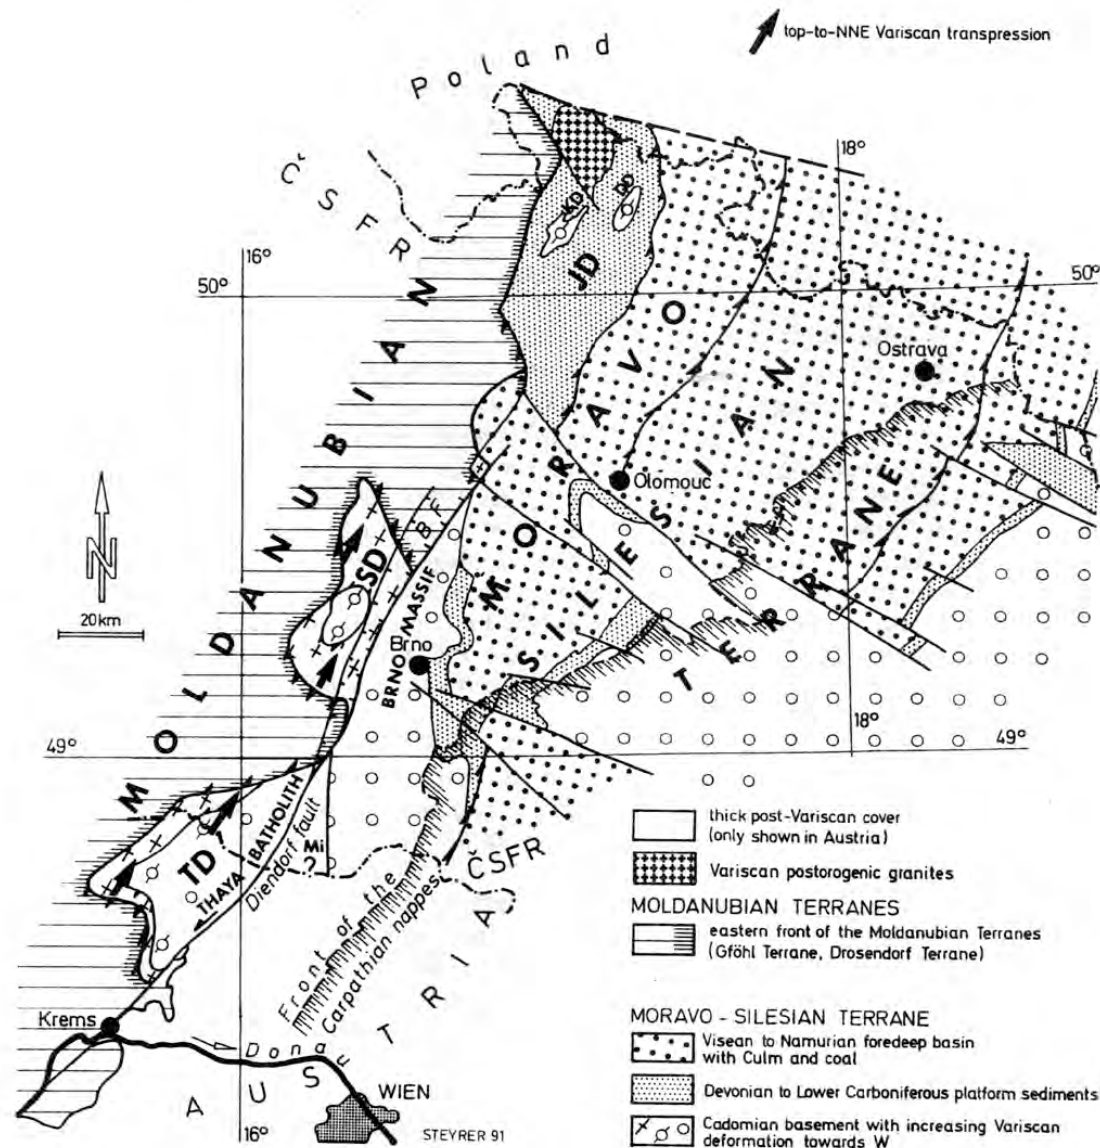 top-to-NNE Variscan transpression
Poland
ČSFR
18°
16°
50°
50°
KD
DD
JD
MOLDANUBIAN
MORAVO
SILESIAN
TERRANE
Ostrava
Olomouc
N
20km
SD
B.F.
BRNO MASSIF
Brno
49°
18°
49°
TD
THAYA BATHOLITH
Diendorf fault
Mi
?
ČSFR
Front of the
Carpathian nappes
AUSTRIA
Krems
Donau
WIEN
16°
STEYRER 91
thick post-Variscan cover
(only shown in Austria)
Variscan postorogenic granites
MOLDANUBIAN TERRANES
eastern front of the Moldanubian Terranes
(Gföhl Terrane, Drosendorf Terrane)
MORAVO - SILESIAN TERRANE
Visean to Namurian foredeep basin
with Culm and coal
Devonian to Lower Carboniferous platform sediments
Cadomian basement with increasing Variscan
deformation towards W